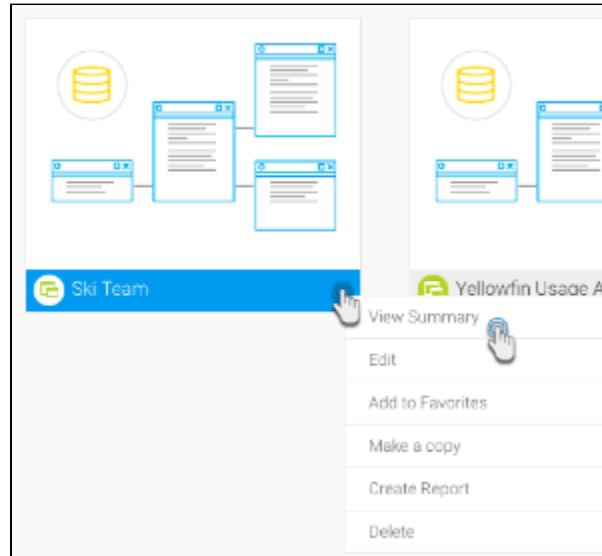 Ski Team
Yellowfin Usage A
View Summary
Edit
Add to Favorites
Make a copy
Create Report
Delete